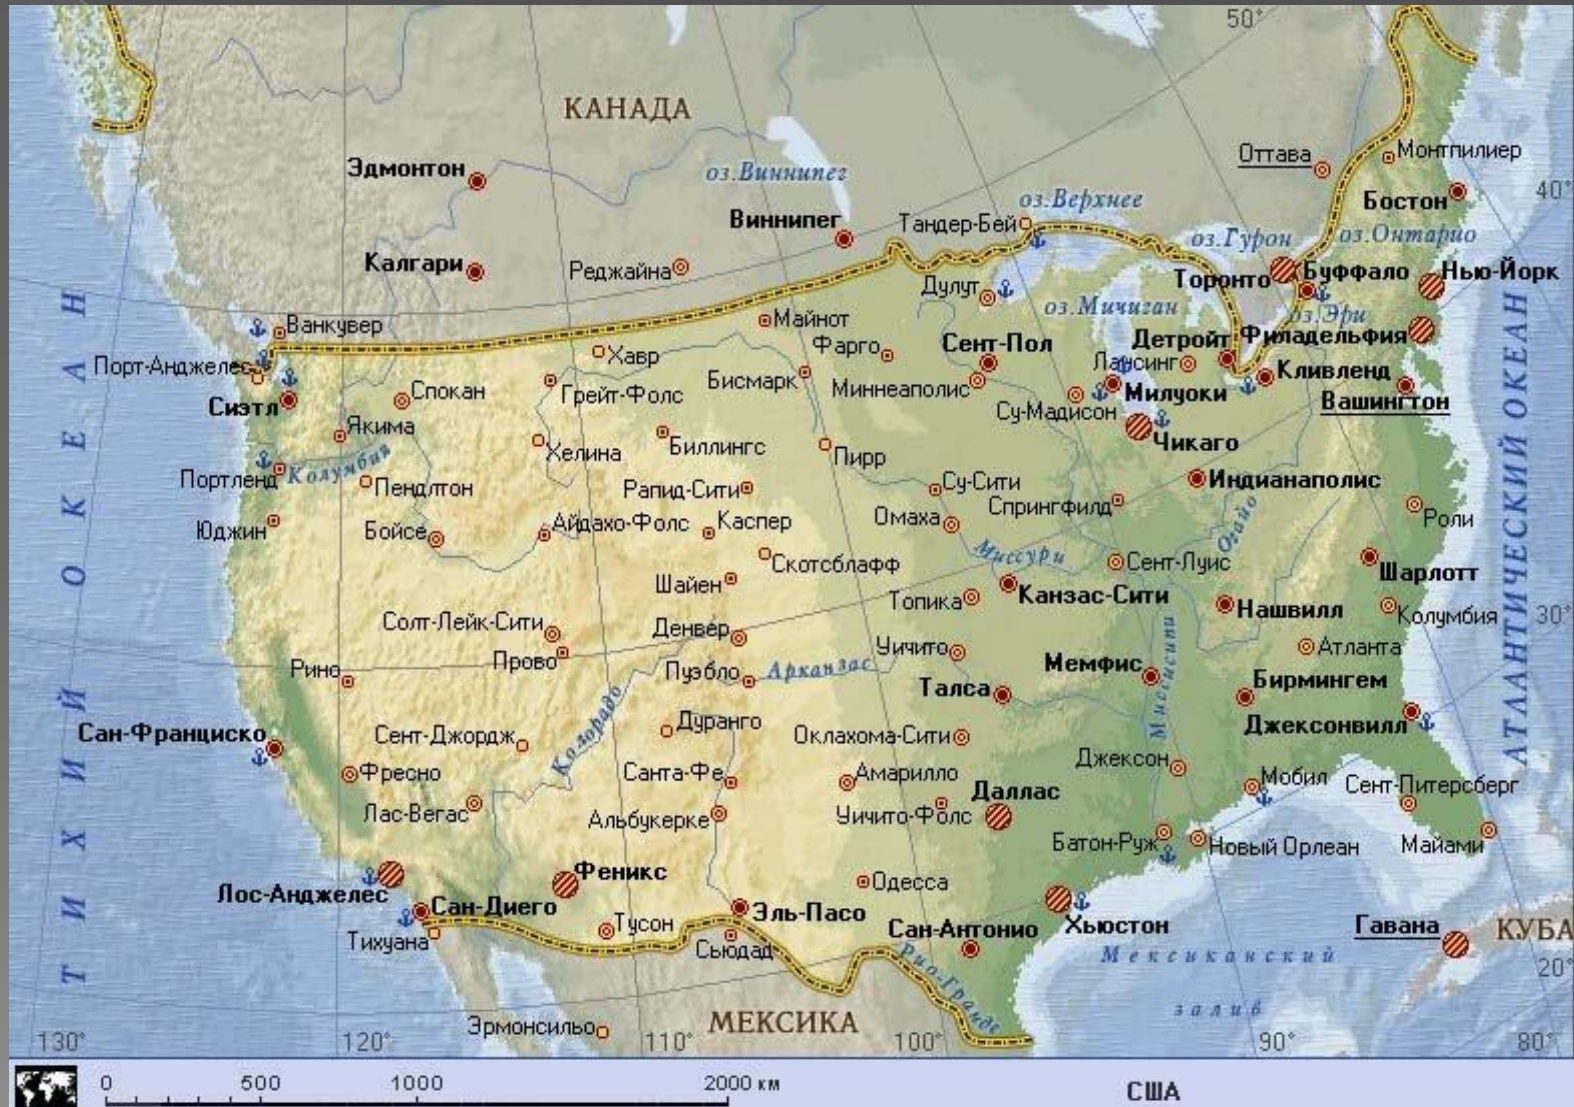 50°
КАНАДА
Оттава
Монтпилиер
Эдмонтон
оз.Виннипег
40°
оз.Верхнее
Бостон
Виннипег
Тандер-Бей
оз.Гурон
оз.Онтарио
Калгари
Реджайна
Торонто
Буффало
Нью-Йорк
Дулут
оз.Мичиган
оз.Эри
Ванкувер
Майнот
Фарго
Сент-Пол
Детройт
Филадельфия
Порт-Анджелес
Хавр
Лансинг
Кливленд
Спокан
Грейт-Фолс
Бисмарк
Миннеаполис
Милуоки
Вашингтон
Сиэтл
Су-Мадисон
Якима
Хелина
Биллингс
Пирр
Чикаго
Колумбия
Портленд
Пендлтон
Рапид-Сити
Су-Сити
Индианаполис
Спрингфилд
Юджин
Бойсе
Айдахо-Фолс
Каспер
Омаха
Огайо
Роли
Скотсблафф
Миссури
Сент-Луис
Шарлотт
Шайен
Топика
Канзас-Сити
Нашвилл
Колумбия
30°
Солт-Лейк-Сити
Денвер
Уичито
Атланта
Прово
Рино
Пуэбло
Арканзас
Мемфис
Миссисипи
Талса
Бирмингем
Колорадо
Дуранго
Джексонвилл
Сан-Франциско
Сент-Джордж
Оклахома-Сити
Джексон
Фресно
Санта-Фе
Амарилло
Мобил
Сент-Питерсберг
Лас-Вегас
Альбукерке
Уичито-Фолс
Даллас
Батон-Руж
Новый Орлеан
Майами
Феникс
Лос-Анджелес
Одесса
Сан-Диего
Тусон
Эль-Пасо
Сан-Антонио
Хьюстон
Гавана
КУБА
Тихуана
Сьюдад
Рио-Гранде
Мексиканский
залив
20°
Эрмонсильо
МЕКСИКА
ТИХИЙ ОКЕАН
АТЛАНТИЧЕСКИЙ ОКЕАН
130°
120°
110°
100°
90°
80°
0 500 1000 2000 км
США